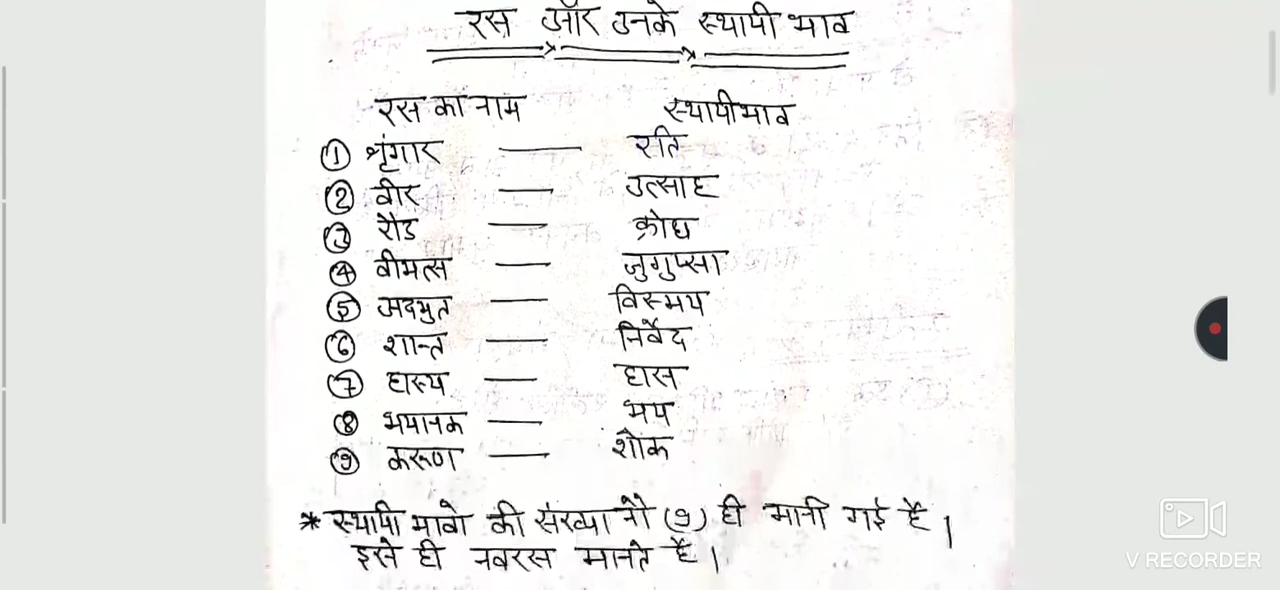 रस और उनके स्थायी भाव
रस का नाम स्थायीभाव
① शृंगार — रति
② वीर — उत्साह
③ रौड — क्रोध
④ वीभत्स — जुगुप्सा
⑤ अदभुत — विस्मय
⑥ शान्त — निर्वेद
⑦ हास्य — हास
⑧ भयानक — भय
⑨ करूण — शोक
* स्थायी भावो की संख्या नौ (9) ही मानी गई है।
इसे ही नवरस मानते है।
V RECORDER